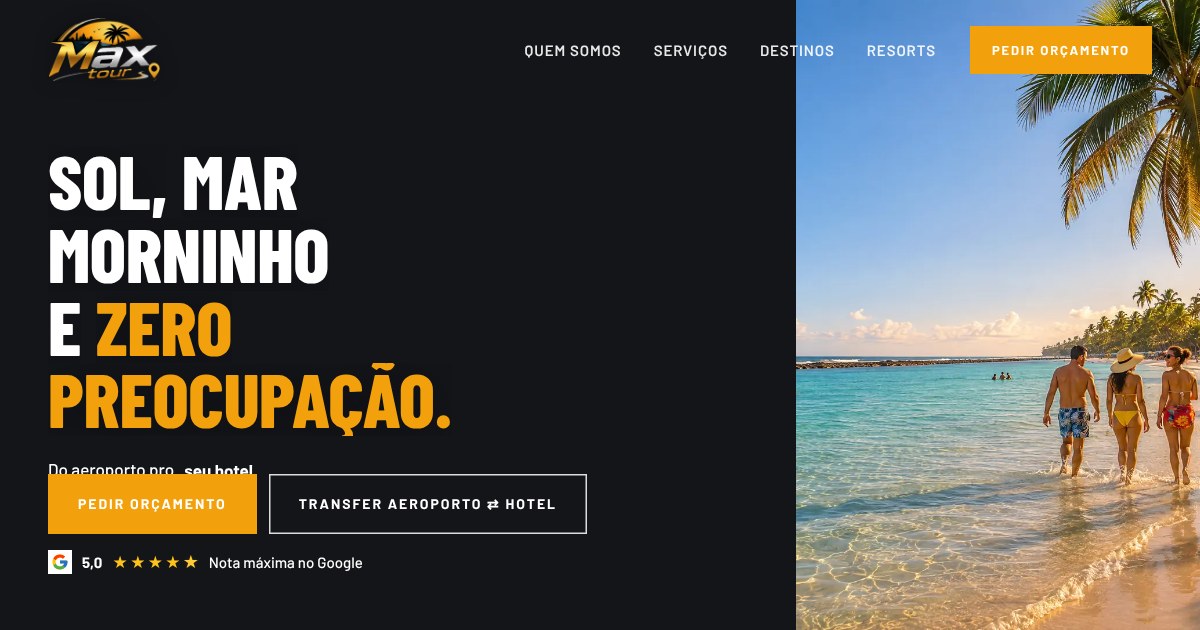 Max
tour
QUEM SOMOS SERVIÇOS DESTINOS RESORTS PEDIR ORÇAMENTO
SOL, MAR
MORNINHO
E ZERO
PREOCUPAÇÃO.
Do aeroporto pro seu hotel
PEDIR ORÇAMENTO TRANSFER AEROPORTO ⇄ HOTEL
G 5,0 ★★★★★ Nota máxima no Google